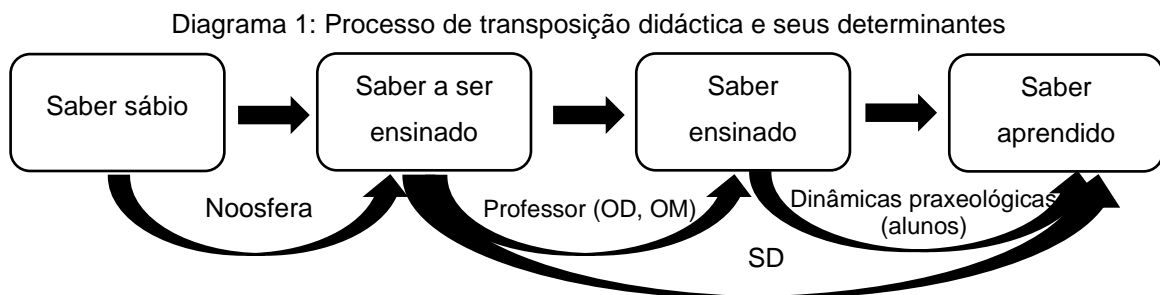 Diagrama 1: Processo de transposição didáctica e seus determinantes
Saber sábio
Saber a ser
ensinado
Saber
ensinado
Saber
aprendido
Noosfera
Professor (OD, OM)
Dinâmicas praxeológicas
(alunos)
SD